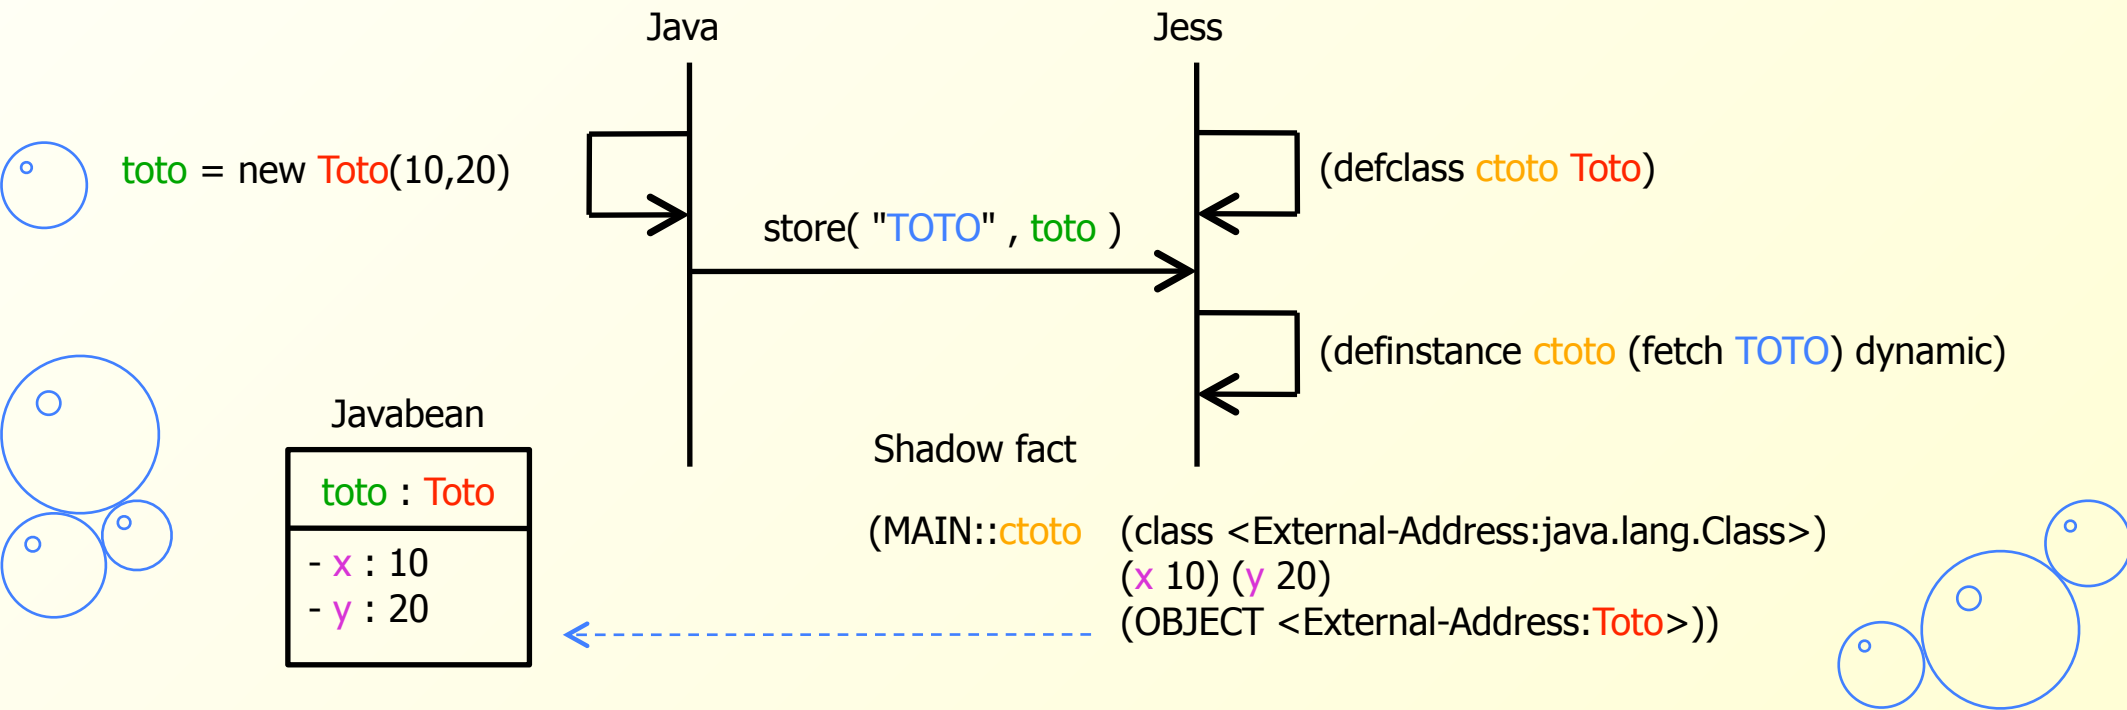 Java
Jess
toto = new Toto(10,20)
(defclass ctoto Toto)
store( "TOTO" , toto )
(definstance ctoto (fetch TOTO) dynamic)
Javabean
toto : Toto
- x : 10
- y : 20
Shadow fact
(MAIN::ctoto (class <External-Address:java.lang.Class>)
(x 10) (y 20)
(OBJECT <External-Address:Toto>))